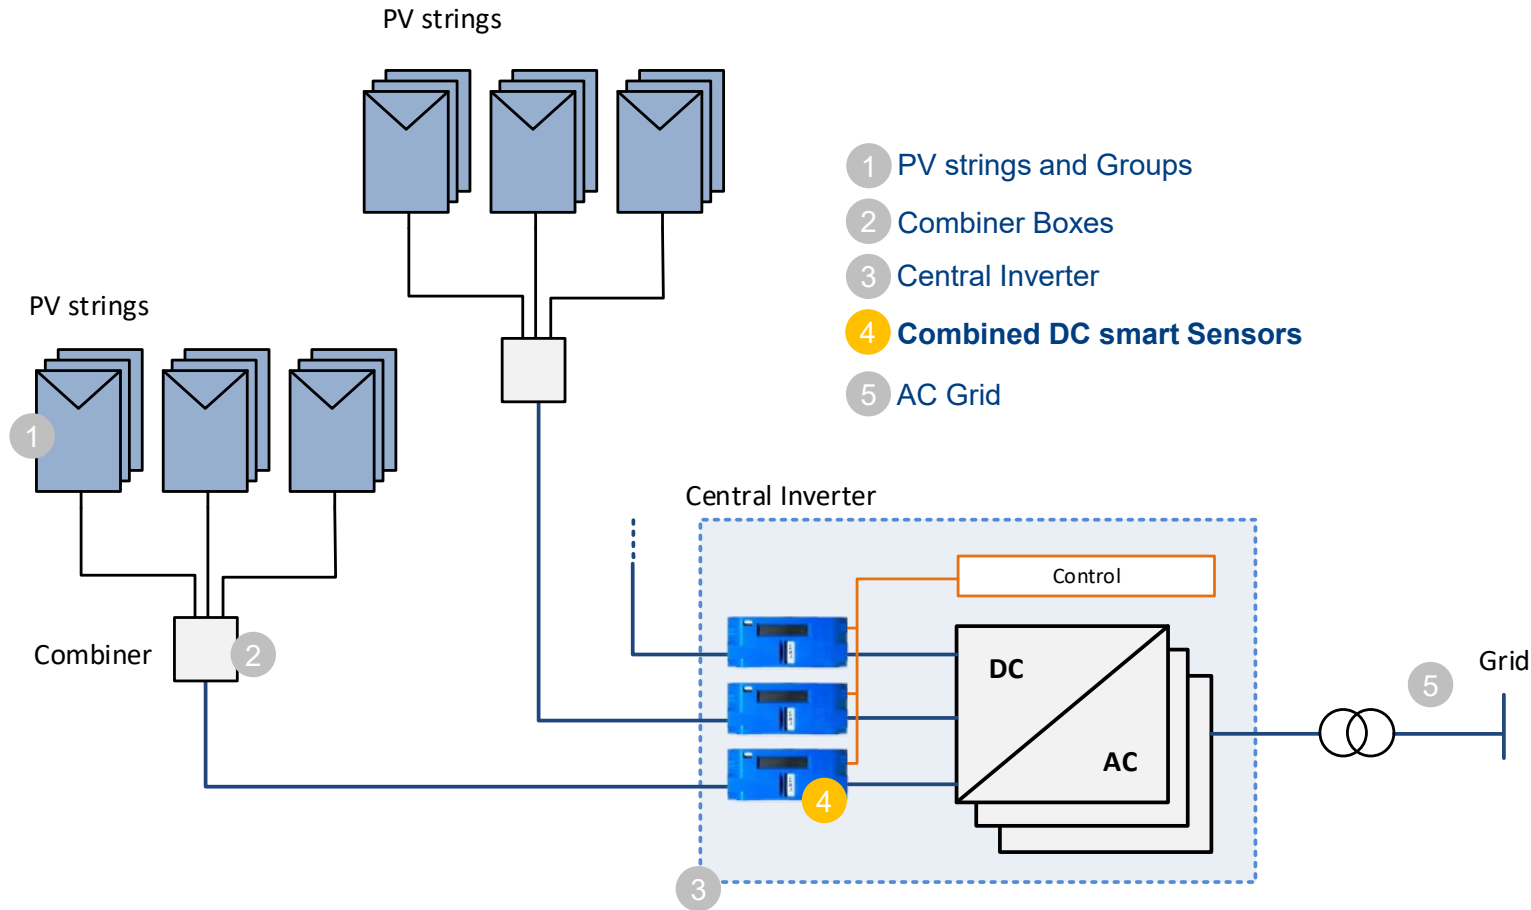 PV strings
1 PV strings and Groups
2 Combiner Boxes
3 Central Inverter
4 Combined DC smart Sensors
5 AC Grid
PV strings
1
Central Inverter
Control
Combiner
2
DC
AC
5
Grid
4
3